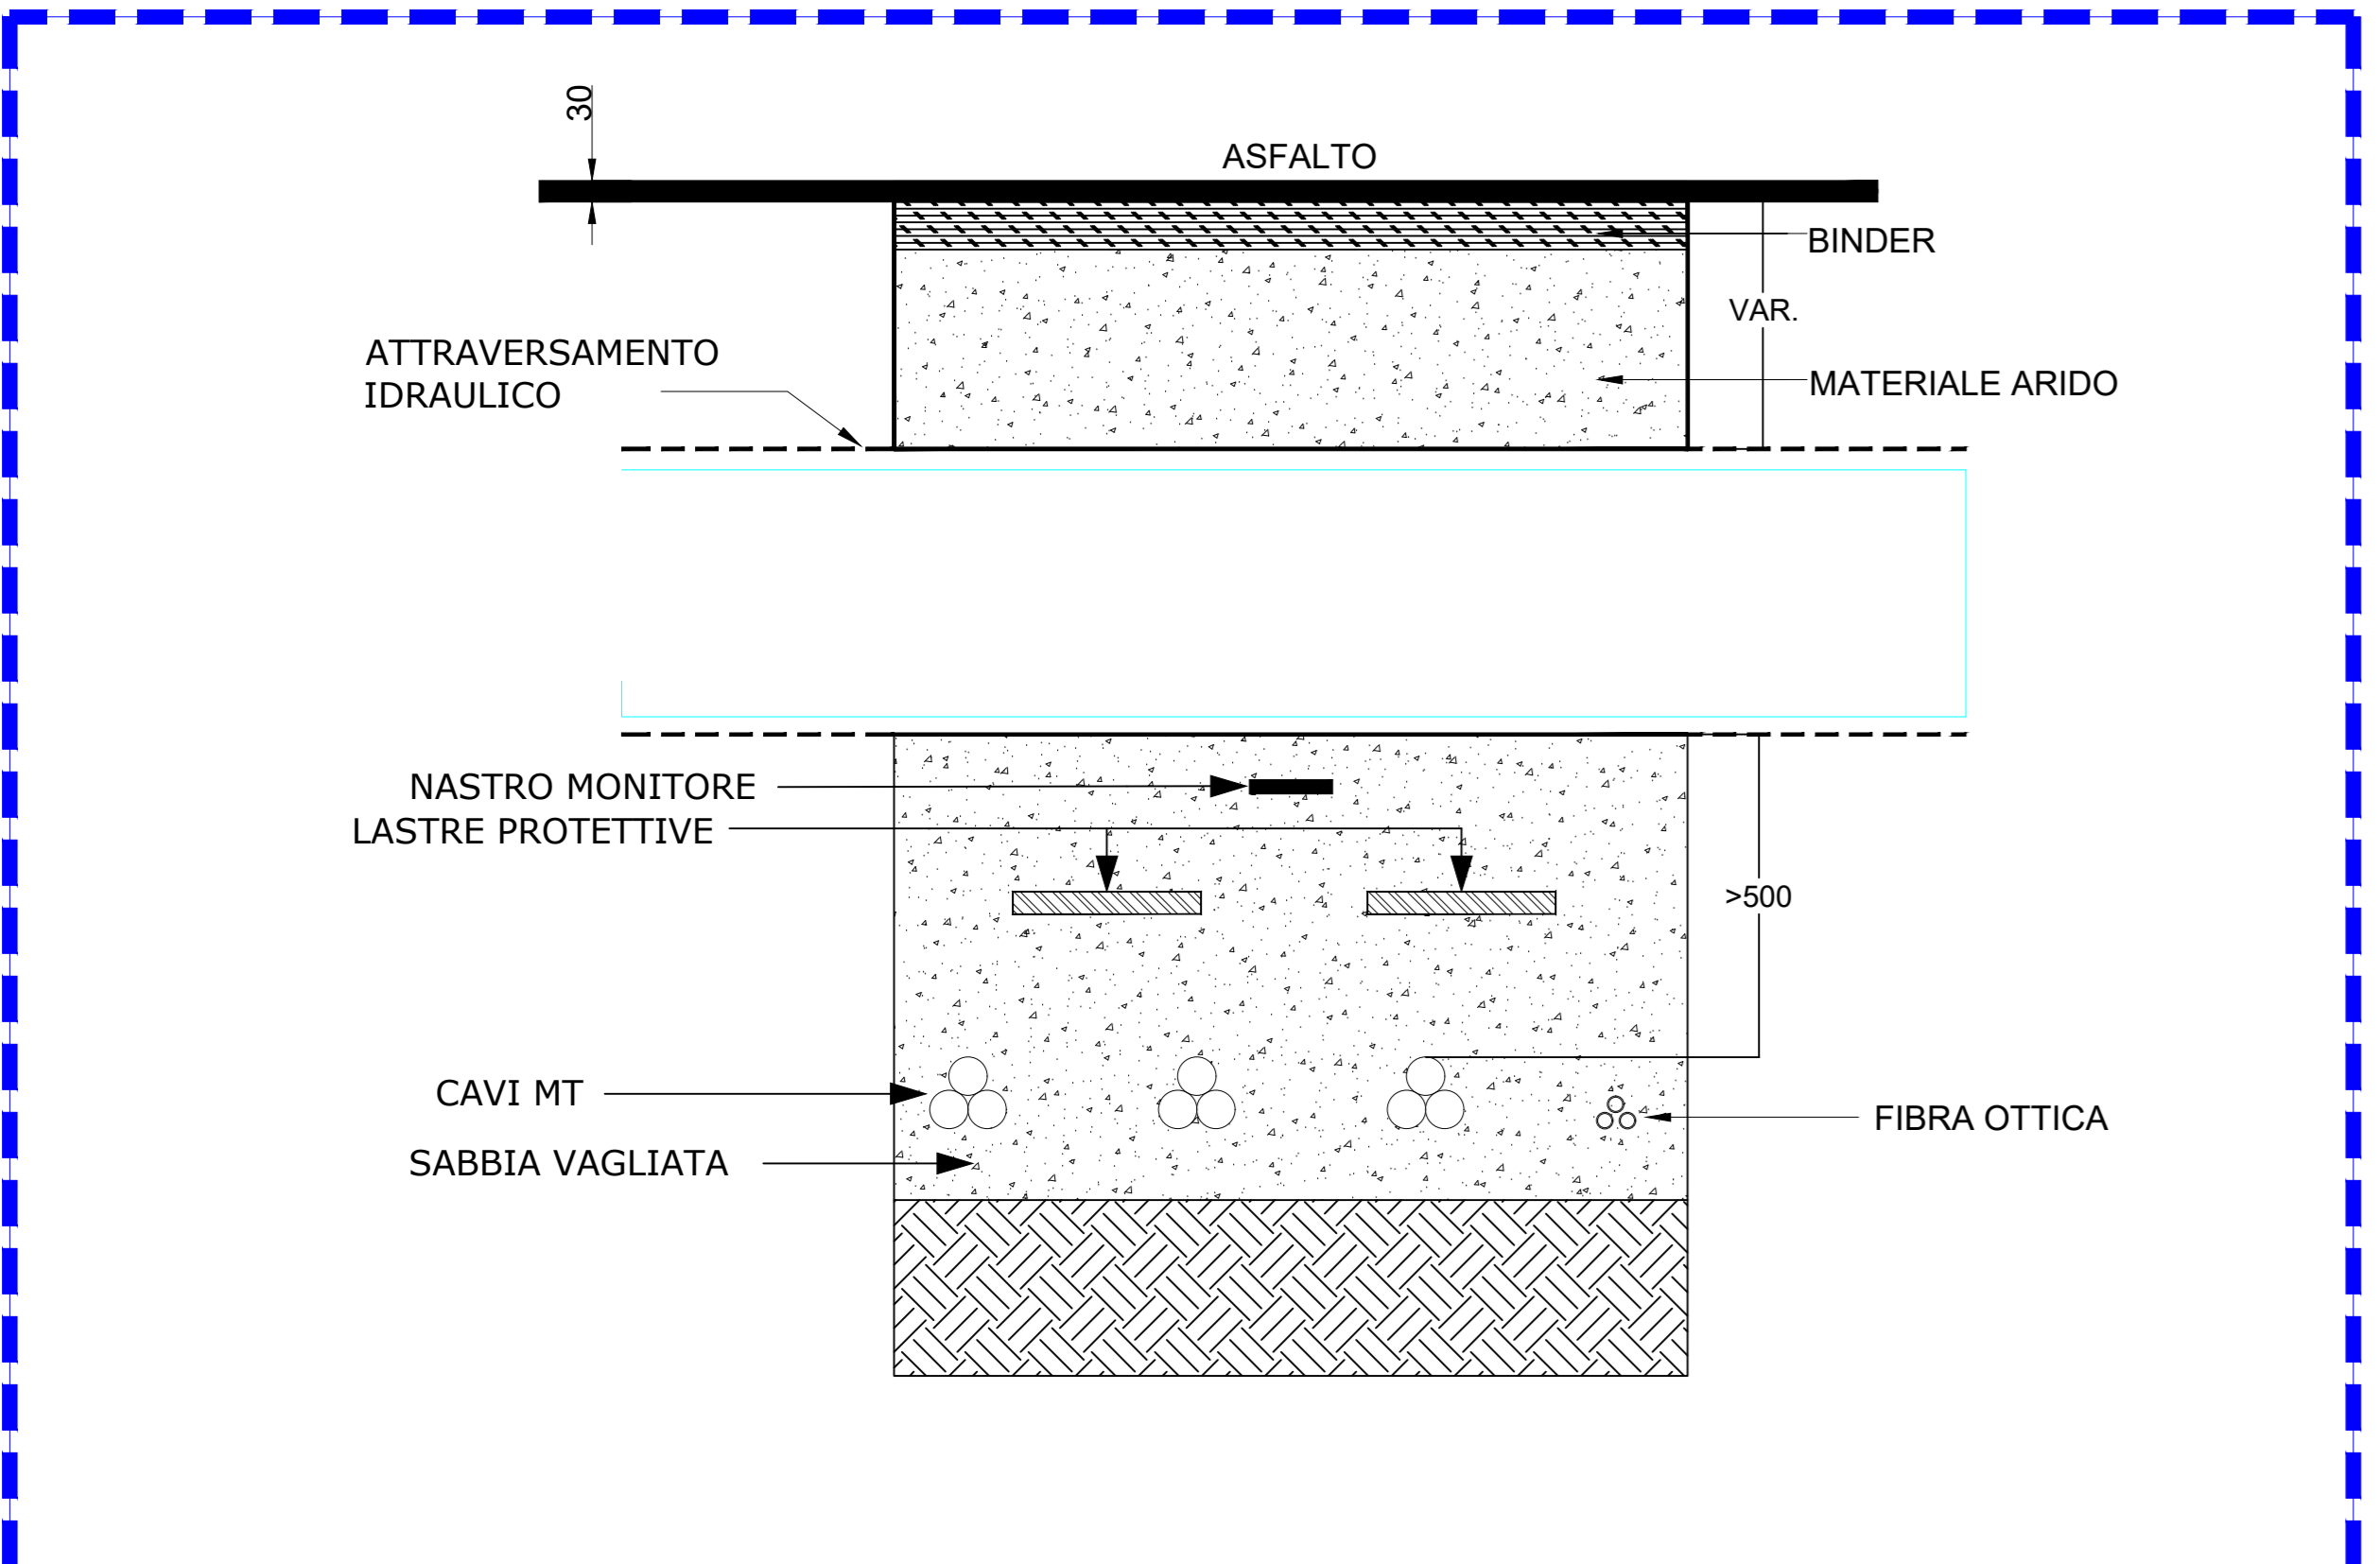 30
ASFALTO
BINDER
VAR.
ATTRAVERSAMENTO
IDRAULICO
MATERIALE ARIDO
NASTRO MONITORE
LASTRE PROTETTIVE
>500
CAVI MT
FIBRA OTTICA
SABBIA VAGLIATA